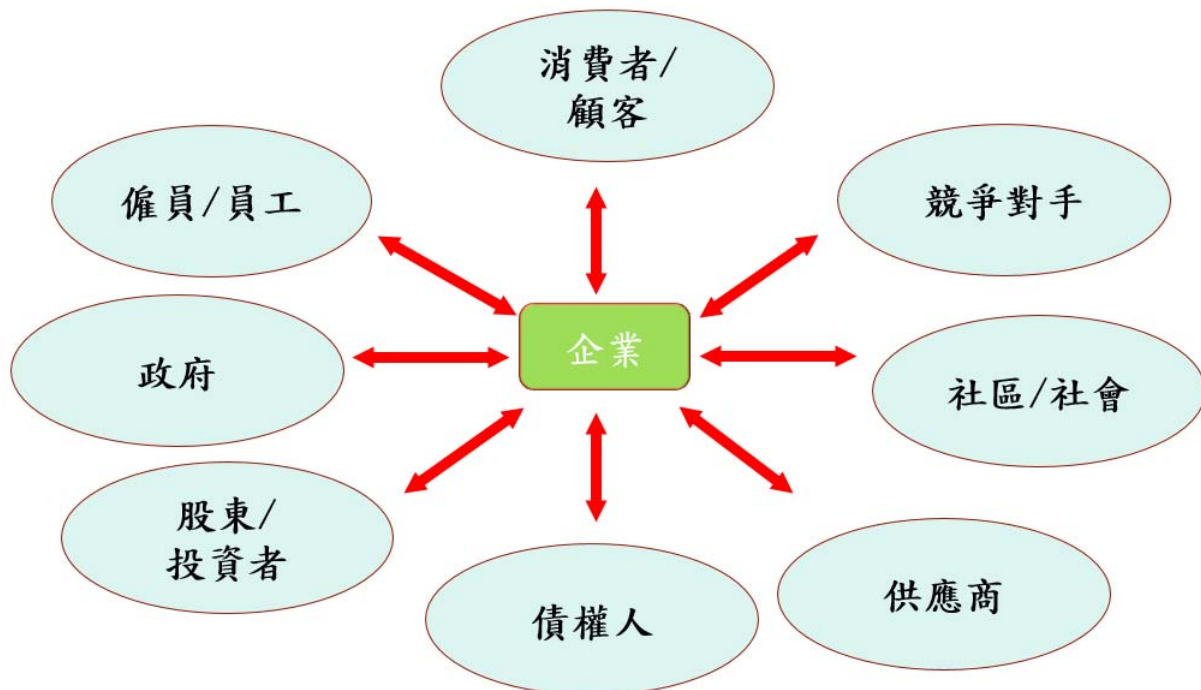 消費者/
顧客
僱員/員工
競爭對手
企業
政府
社區/社會
股東/
投資者
供應商
債權人